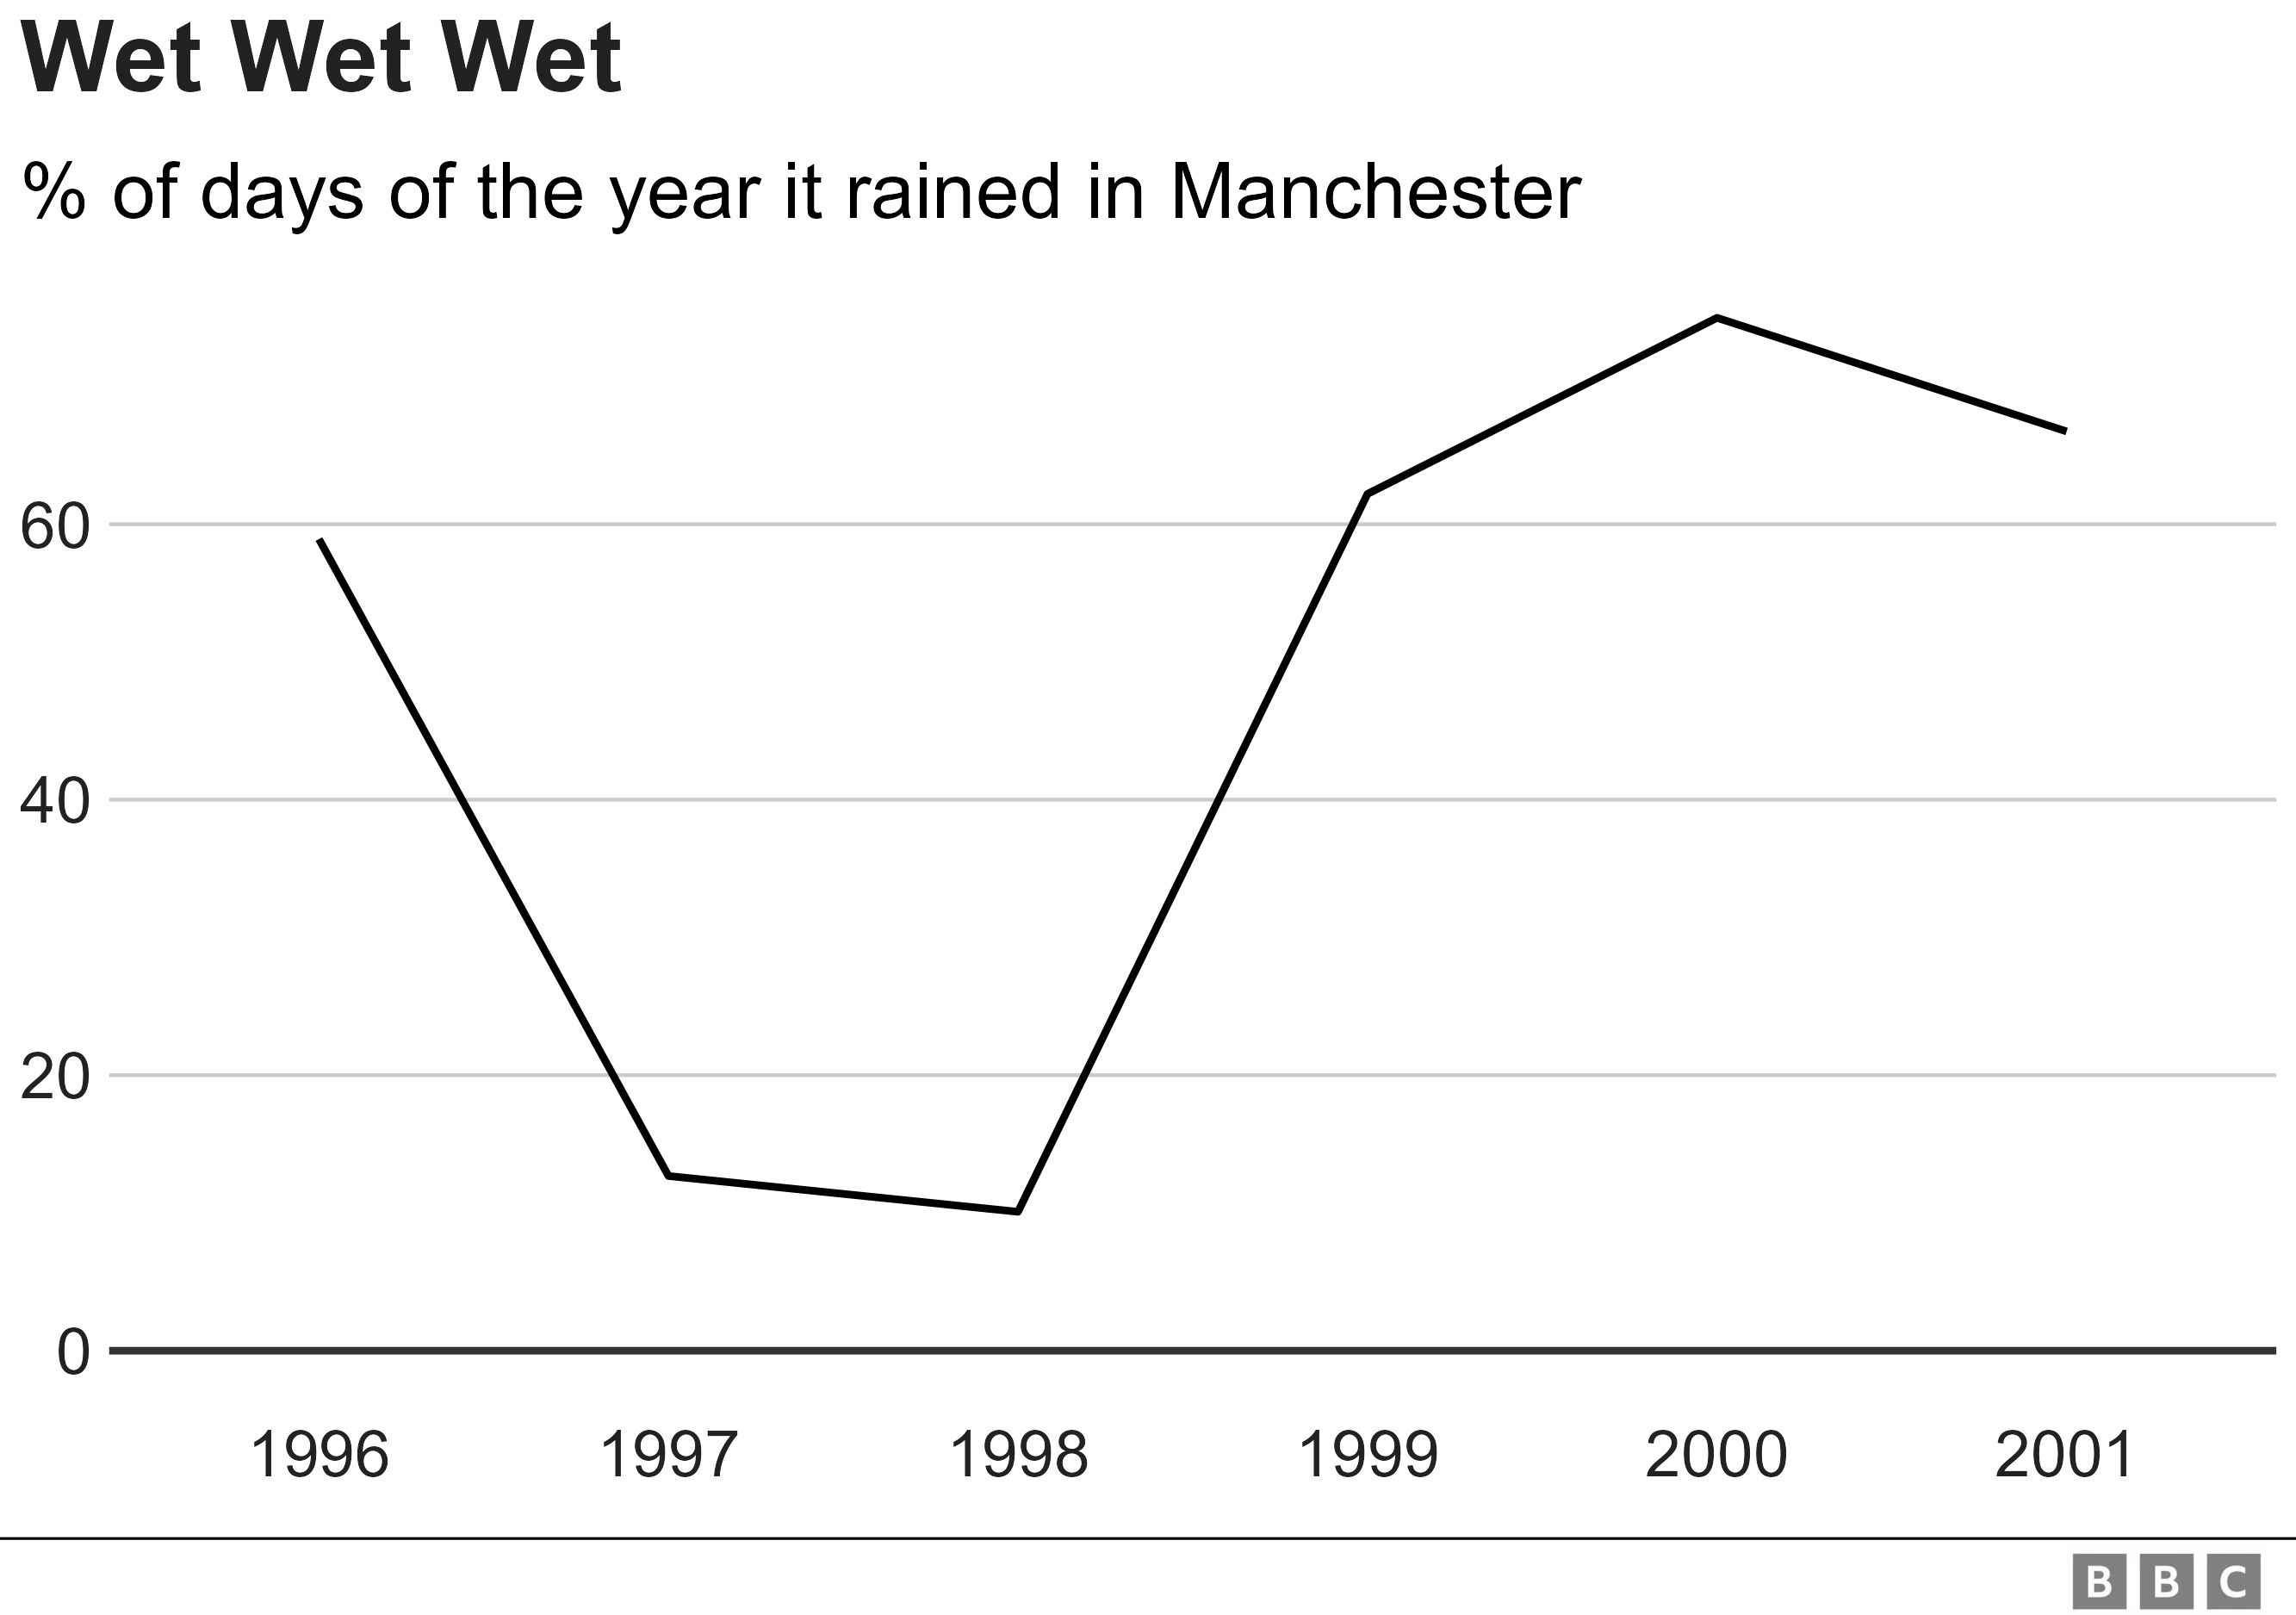 Wet Wet Wet
% of days of the year it rained in Manchester
60
40
20
0
1996 1997 1998 1999 2000 2001
BBC